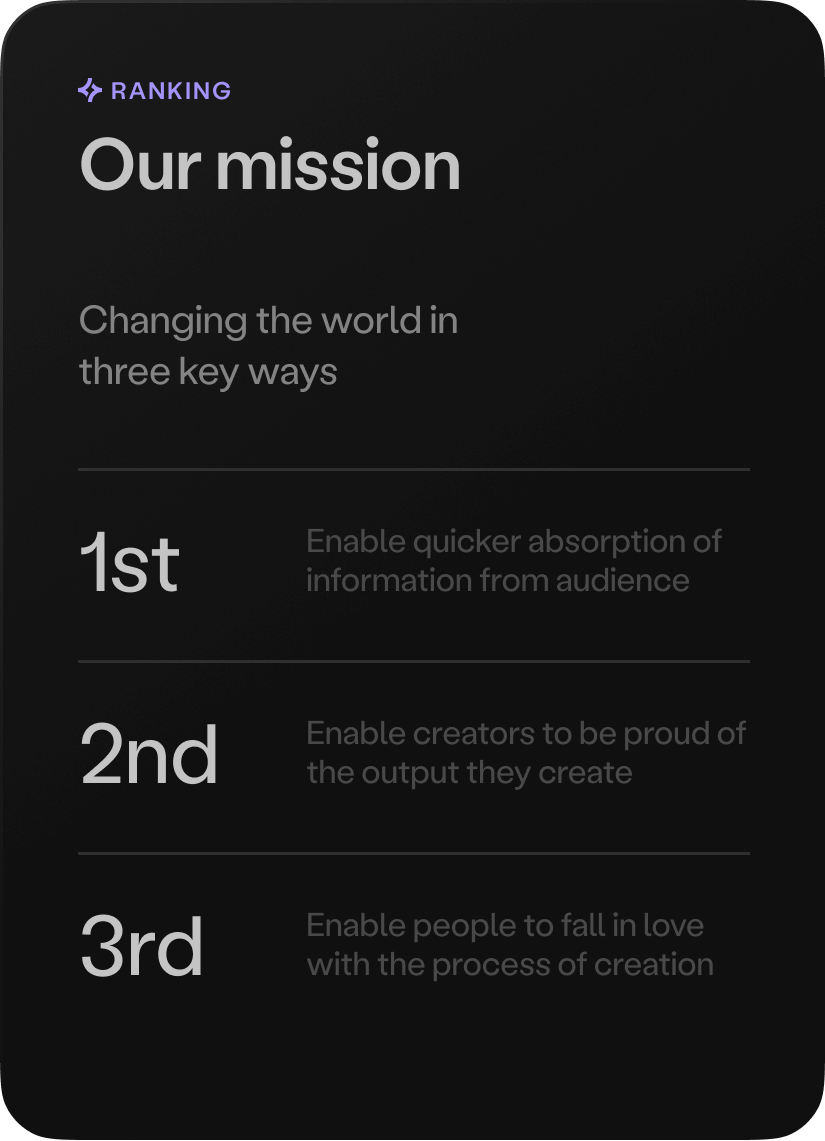 RANKING
Our mission
Changing the world in
three key ways
1st
Enable quicker absorption of
information from audience
2nd
Enable creators to be proud of
the output they create
3rd
Enable people to fall in love
with the process of creation